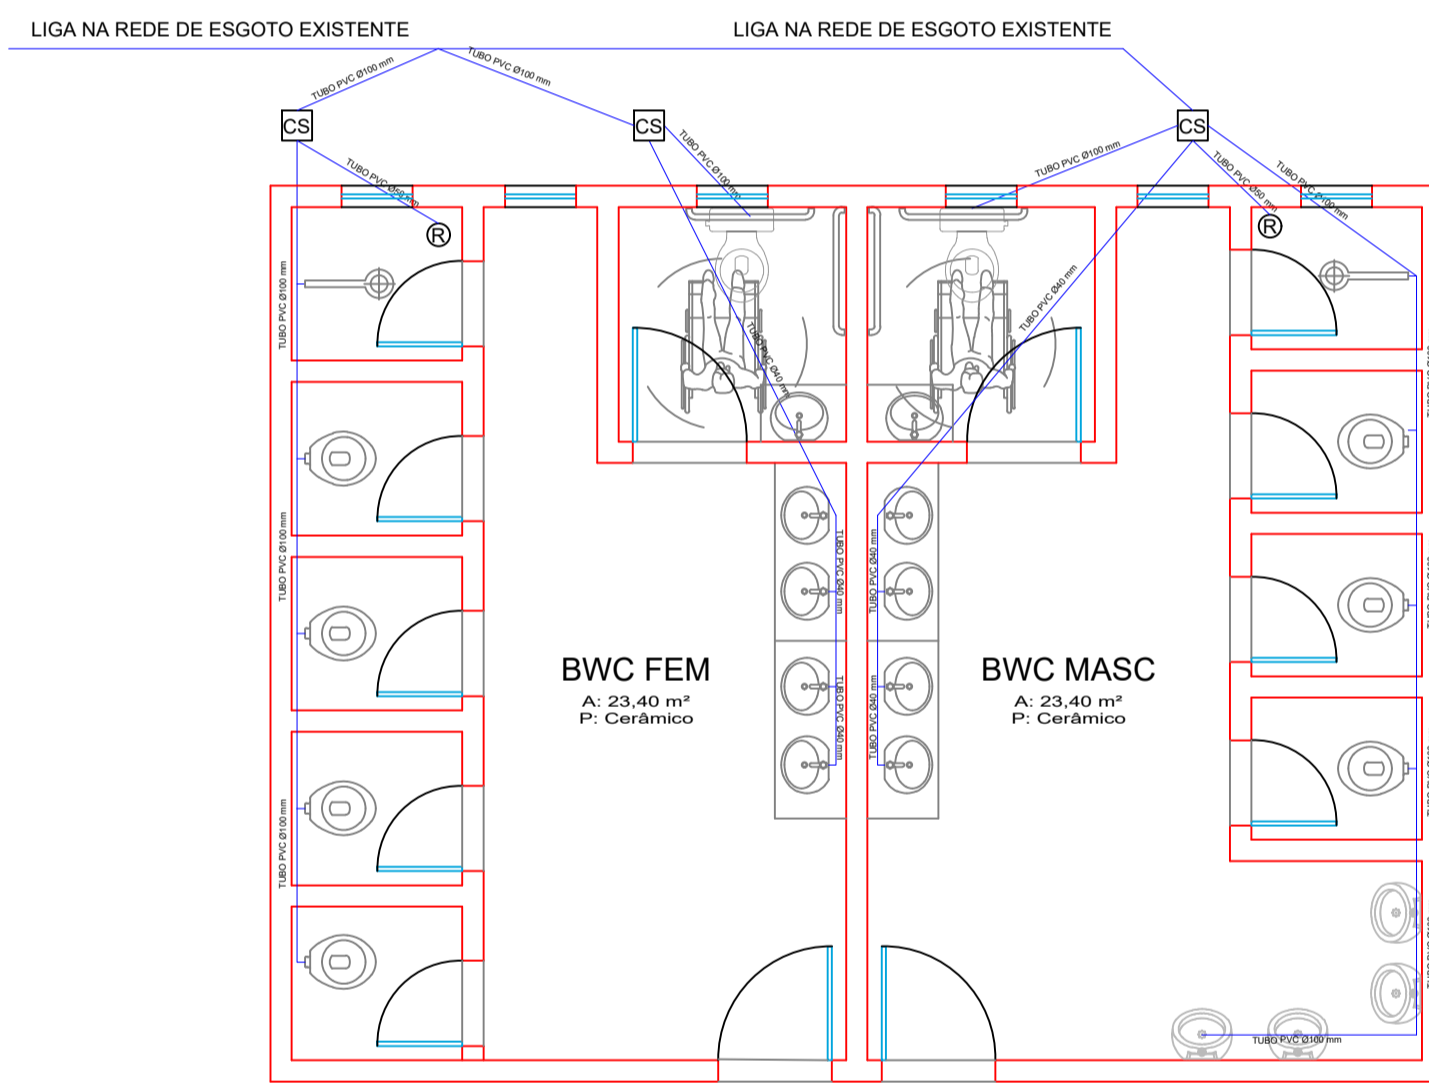 LIGA NA REDE DE ESGOTO EXISTENTE
LIGA NA REDE DE ESGOTO EXISTENTE
TUBO PVC Ø100 mm
TUBO PVC Ø100 mm
CS
CS
CS
TUBO PVC Ø50 mm
TUBO PVC Ø100 mm
TUBO PVC Ø100 mm
TUBO PVC Ø50 mm
TUBO PVC Ø100 mm
R
R
TUBO PVC Ø100 mm
TUBO PVC Ø40 mm
TUBO PVC Ø40 mm
TUBO PVC Ø100 mm
TUBO PVC Ø40 mm
TUBO PVC Ø40 mm
BWC FEM
A: 23,40 m²
P: Cerâmico
BWC MASC
A: 23,40 m²
P: Cerâmico
TUBO PVC Ø40 mm
TUBO PVC Ø40 mm
TUBO PVC Ø100 mm
TUBO PVC Ø100 mm